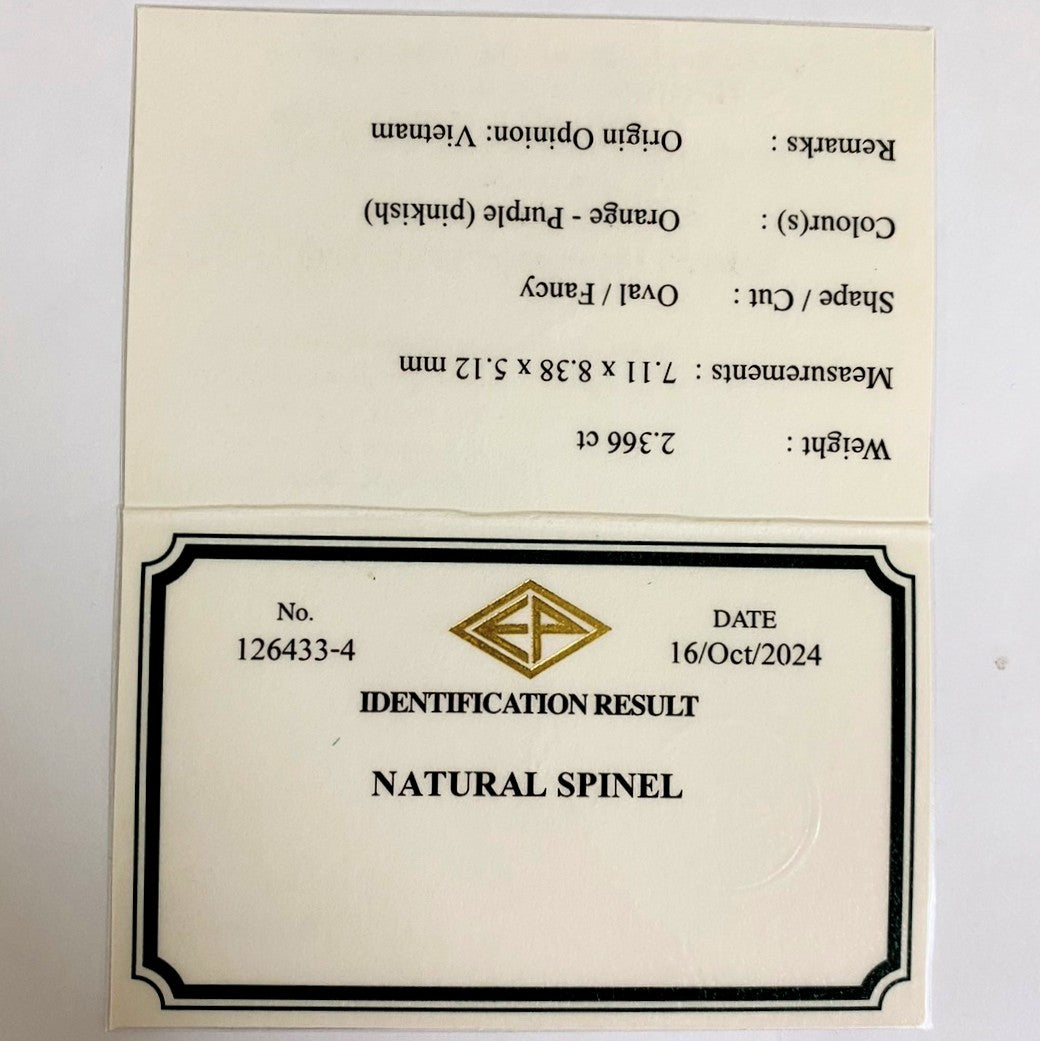 Weight : 2.366 ct
Measurements : 7.11 x 8.38 x 5.12 mm
Shape / Cut : Oval / Fancy
Colour(s) : Orange - Purple (pinkish)
Remarks : Origin Opinion: Vietnam
No.
126433-4
EP
DATE
16/Oct/2024
IDENTIFICATION RESULT
NATURAL SPINEL